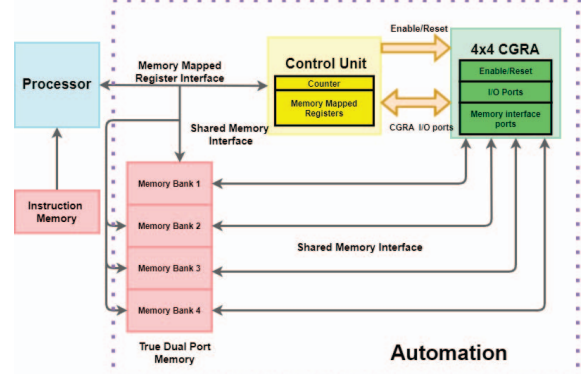 Enable/Reset
4x4 CGRA
Processor
Memory Mapped
Register Interface
Control Unit
Counter
Memory Mapped
Registers
Enable/Reset
I/O Ports
Memory interface
ports
CGRA I/O ports
Shared Memory
Interface
Instruction
Memory
Memory Bank 1
Memory Bank 2
Memory Bank 3
Memory Bank 4
Shared Memory Interface
True Dual Port
Memory
Automation